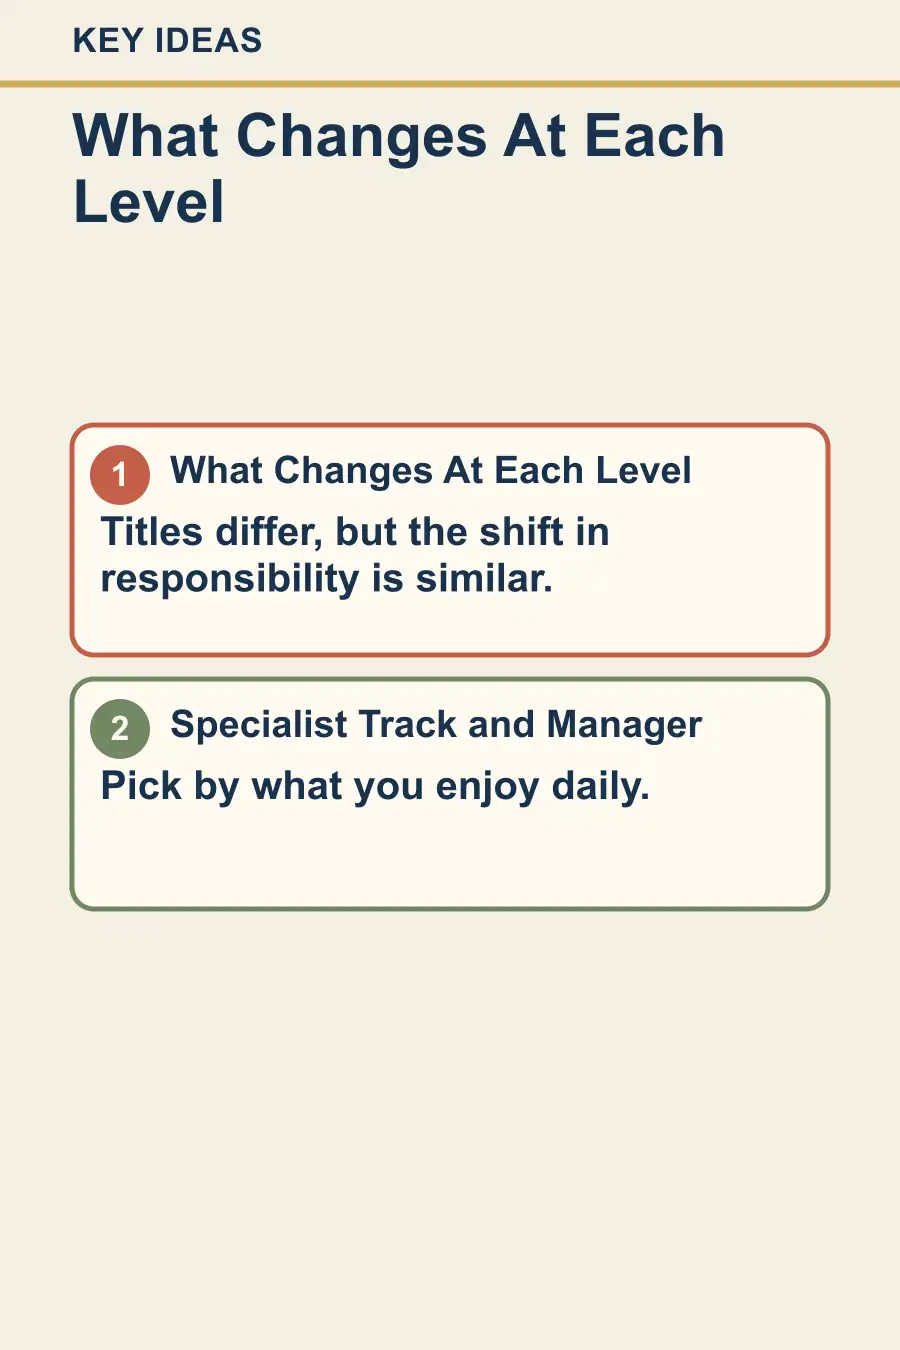 KEY IDEAS
What Changes At Each
Level
1 What Changes At Each Level
Titles differ, but the shift in
responsibility is similar.
2 Specialist Track and Manager
Pick by what you enjoy daily.